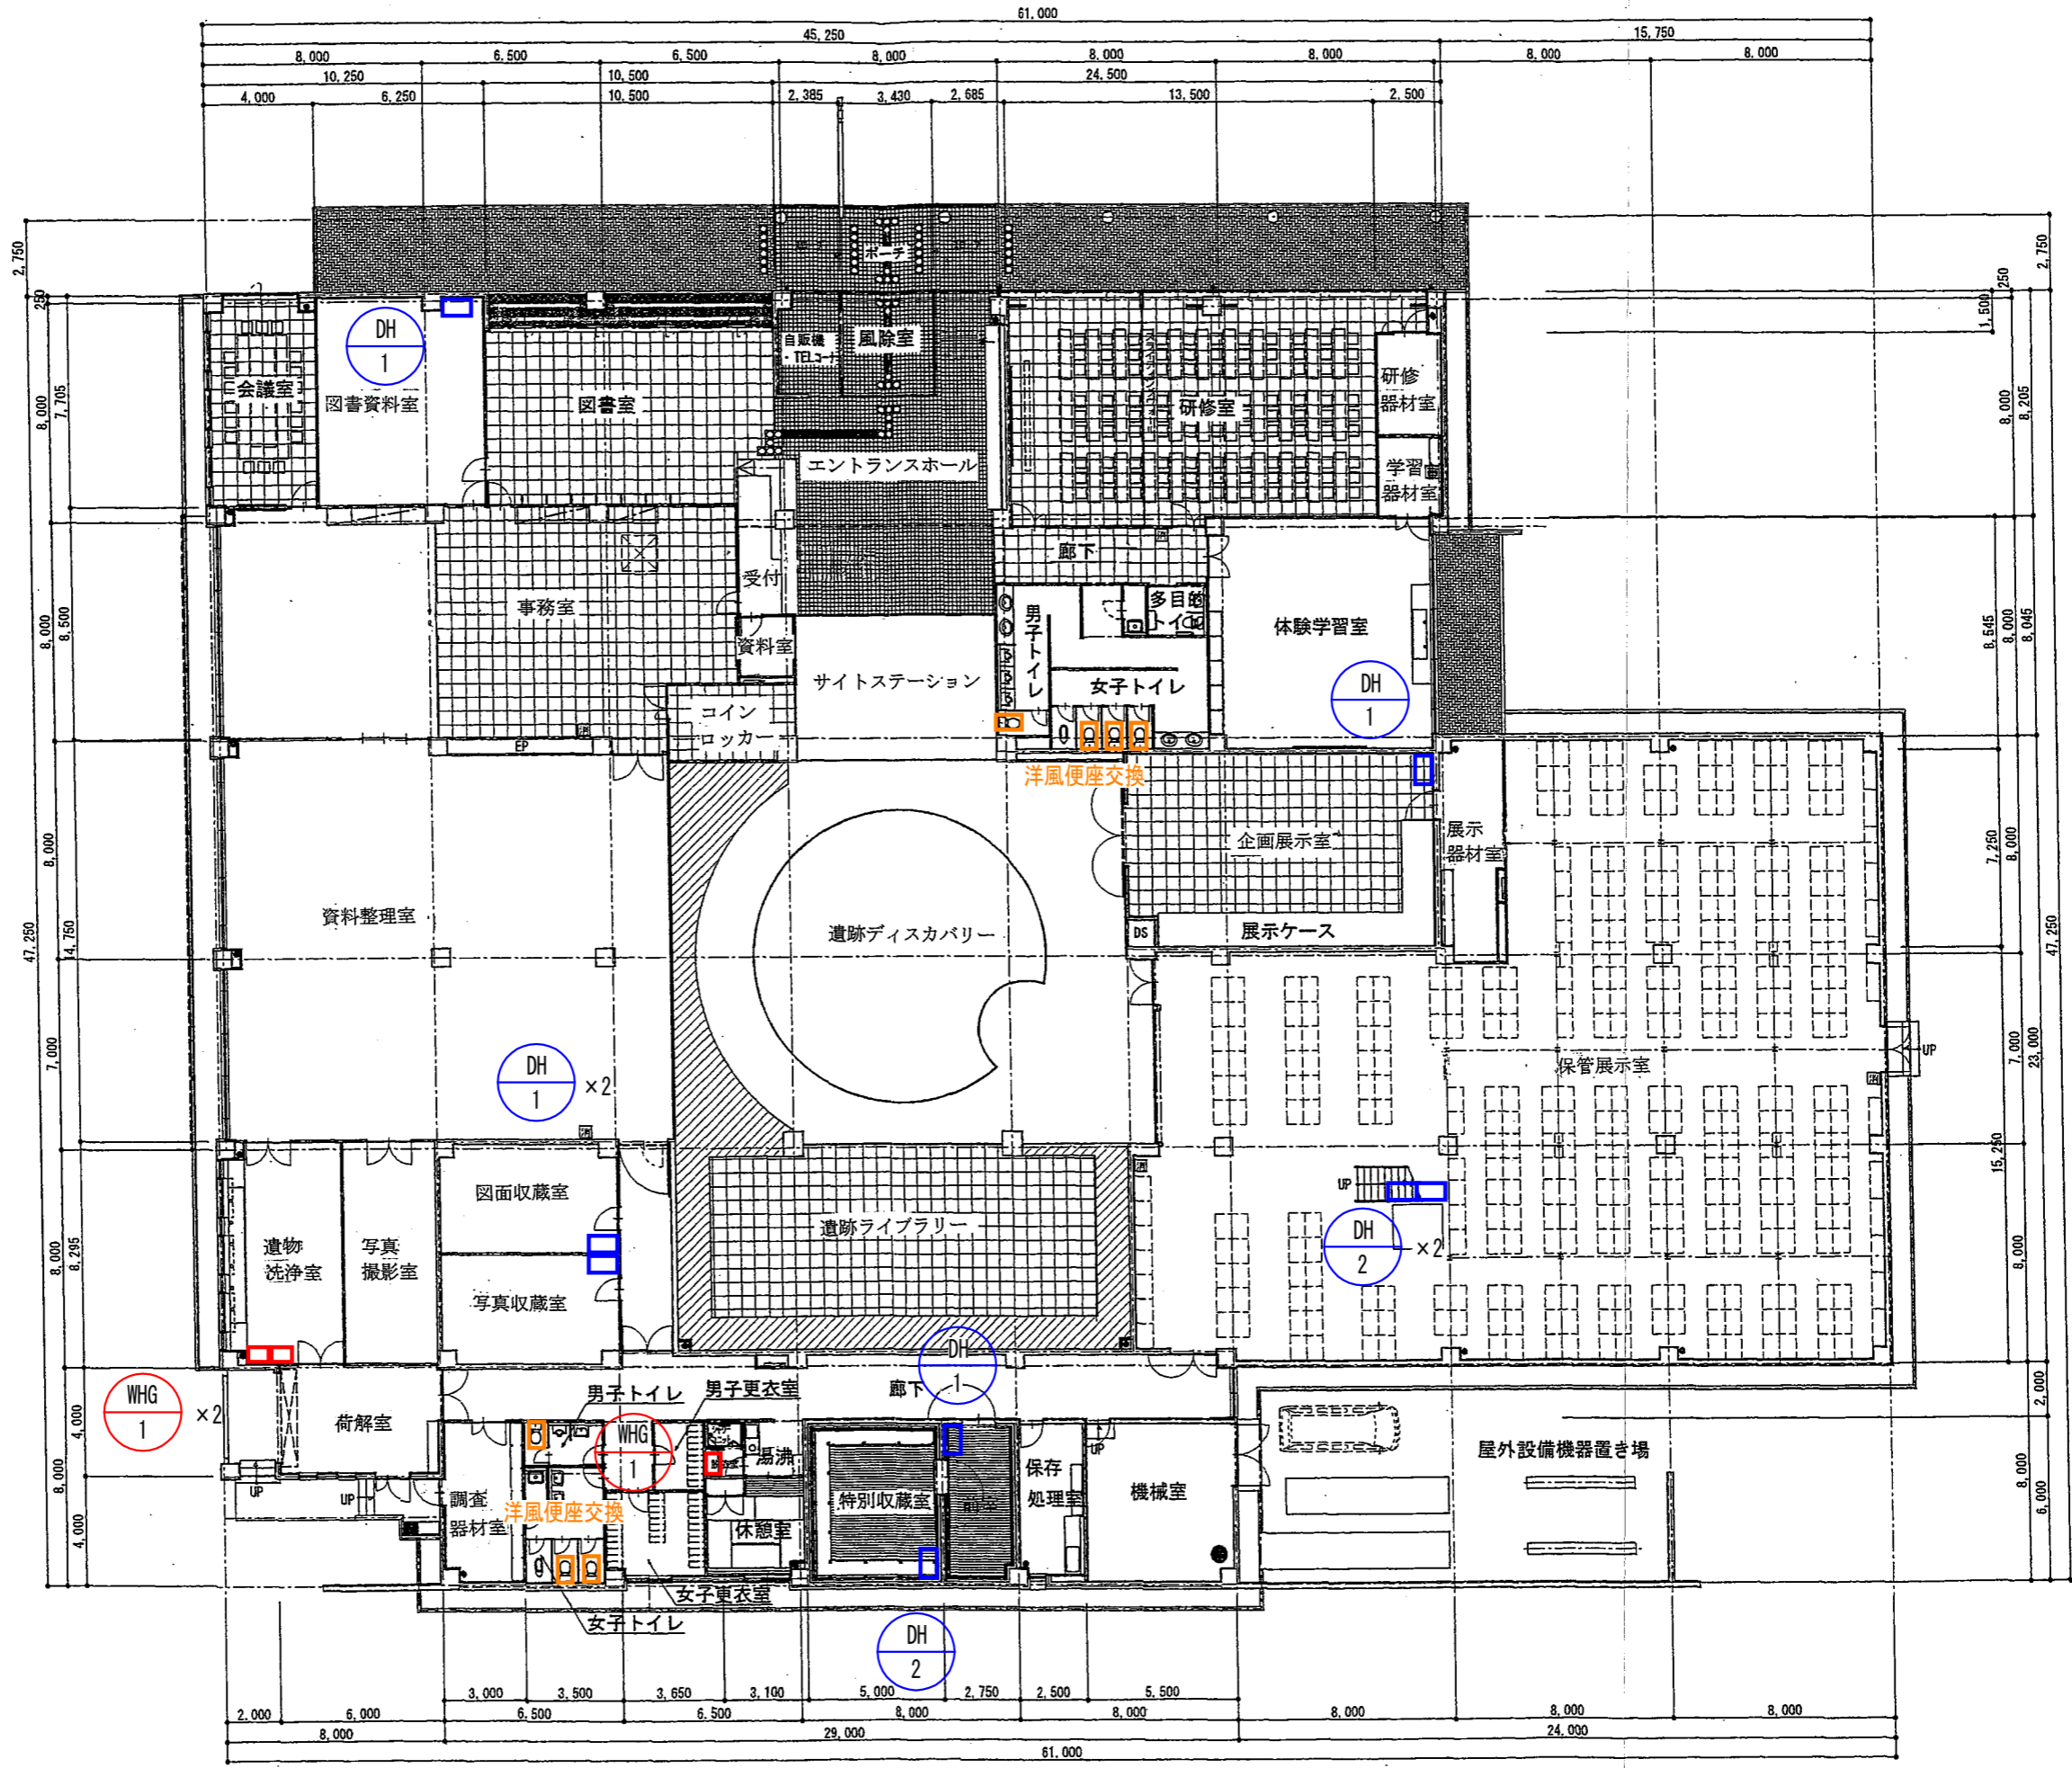 61,000
45,250
15,750
8,000
6,500
6,500
8,000
8,000
8,000
8,000
8,000
10,250
10,500
24,500
4,000
6,250
10,500
2,385
3,430
2,685
13,500
2,500
2,750
250
2,750
250
1,500
ポーチ
DH
1
自販機
・TELコーナー
風除室
会議室
図書資料室
図書室
研修室
研修
器材室
学習
器材室
エントランスホール
8,000
7,705
8,000
8,205
廊下
受付
事務室
資料室
男子トイレ
多目的
トイレ
体験学習室
サイトステーション
女子トイレ
DH
1
コイン
ロッカー
EP
洋風便座交換
8,000
8,500
8,545
8,000
8,045
企画展示室
展示
器材室
資料整理室
遺跡ディスカバリー
DS
展示ケース
47,250
8,000
14,750
7,250
8,000
47,250
DH
1
×2
保管展示室
UP
7,000
7,000
23,000
15,250
図面収蔵室
遺物
洗浄室
写真
撮影室
写真収蔵室
遺跡ライブラリー
UP
DH
2
×2
8,000
8,295
8,000
2,000
WHG
1
×2
荷解室
男子トイレ
男子更衣室
廊下
DH
1
WHG
1
湯沸
UP
UP
UP
調査
器材室
洋風便座交換
休憩室
特別収蔵室
保存
処理室
機械室
屋外設備機器置き場
女子更衣室
女子トイレ
4,000
8,000
4,000
8,000
6,000
DH
2
3,000
3,500
3,650
3,100
5,000
2,750
2,500
5,500
2,000
6,000
6,500
6,500
8,000
8,000
8,000
8,000
8,000
8,000
29,000
24,000
61,000